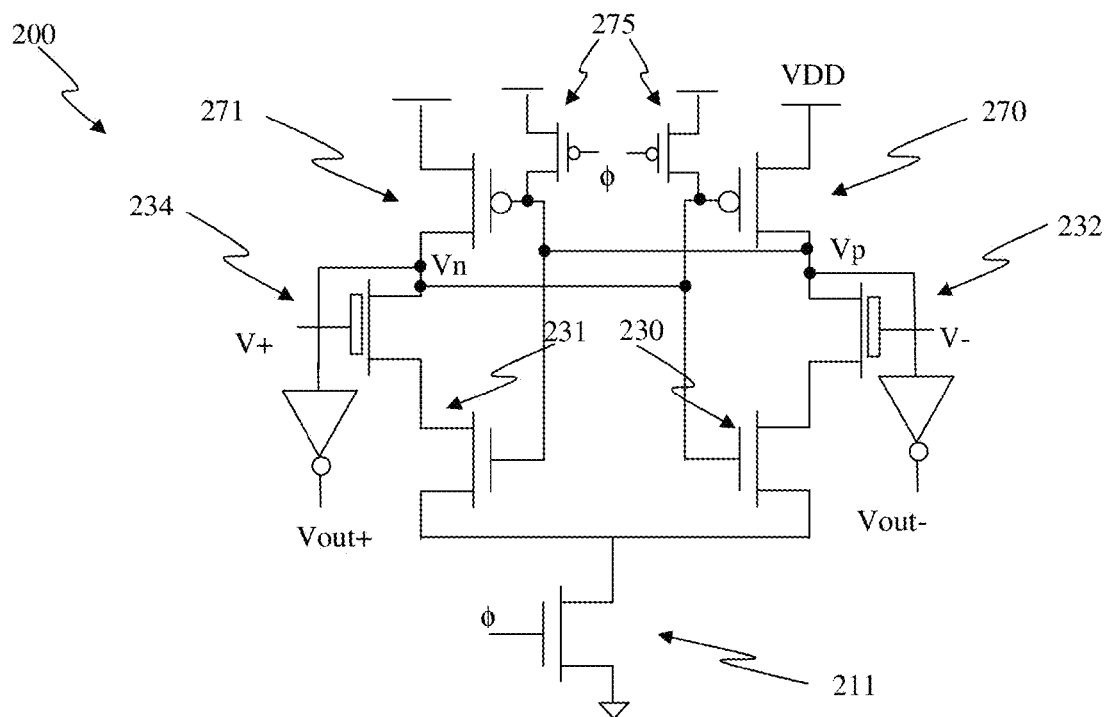 200
275
VDD
271
270
ϕ
234
Vn
Vp
232
V+
231
230
V-
Vout+
Vout-
ϕ
211